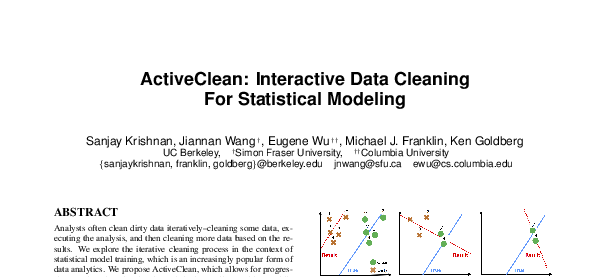 ActiveClean: Interactive Data Cleaning
For Statistical Modeling
Sanjay Krishnan, Jiannan Wang†, Eugene Wu††, Michael J. Franklin, Ken Goldberg
UC Berkeley, †Simon Fraser University, ††Columbia University
{sanjaykrishnan, franklin, goldberg}@berkeley.edu jnwang@sfu.ca ewu@cs.columbia.edu
ABSTRACT
Analysts often clean dirty data iteratively–cleaning some data, ex-
ecuting the analysis, and then cleaning more data based on the re-
sults. We explore the iterative cleaning process in the context of
statistical model training, which is an increasingly popular form of
data analytics. We propose ActiveClean, which allows for progres-